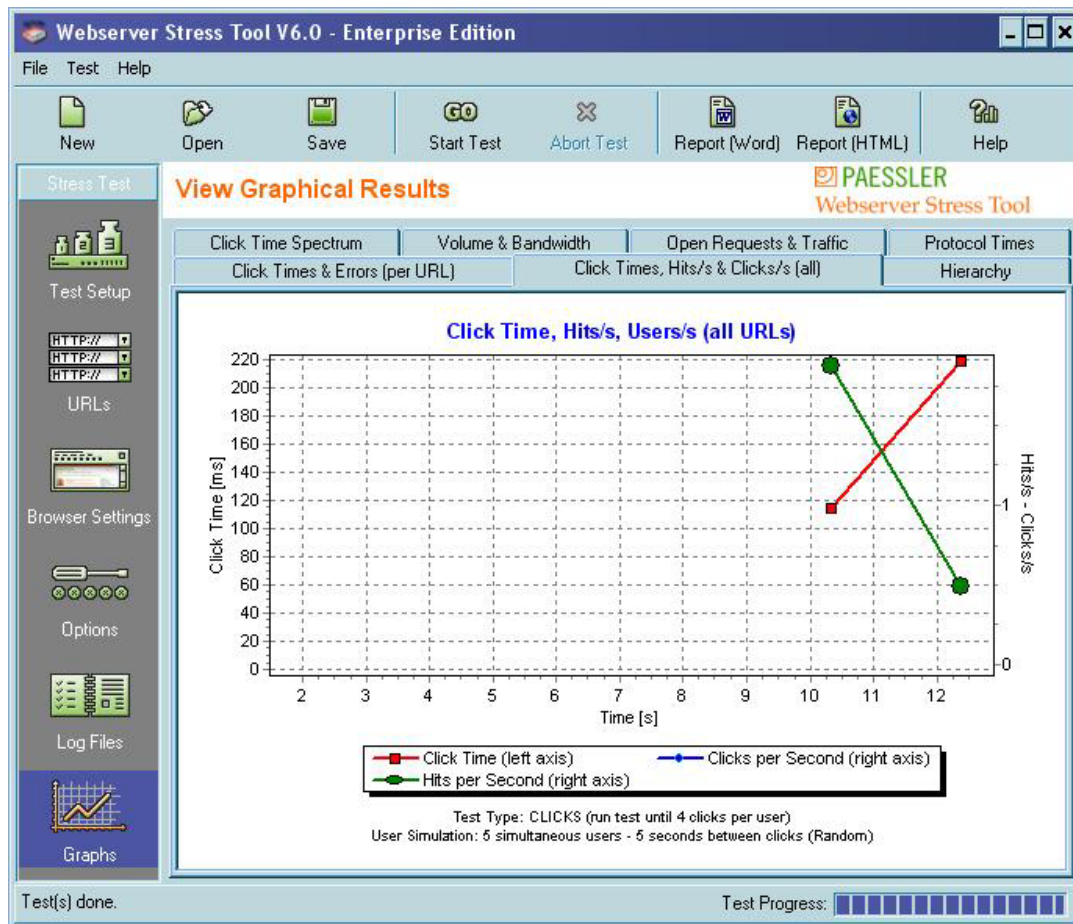 Webserver Stress Tool V6.0 - Enterprise Edition
File Test Help
New Open Save Start Test Abort Test Report (Word) Report (HTML) Help
GO
Stress Test
View Graphical Results
PAESSLER
Webserver Stress Tool
Click Time Spectrum Volume & Bandwidth Open Requests & Traffic Protocol Times
Click Times & Errors (per URL) Click Times, Hits/s & Clicks/s (all) Hierarchy
1 2 3
Test Setup
HTTP://
HTTP://
HTTP://
URLs
Browser Settings
Options
Log Files
Graphs
Click Time, Hits/s, Users/s (all URLs)
220
200
180
160
140
120
100
80
60
40
20
0
Click Time [ms]
1
0
Hits/s - Clicks/s
2 3 4 5 6 7 8 9 10 11 12
Time [s]
Click Time (left axis) Clicks per Second (right axis)
Hits per Second (right axis)
Test Type: CLICKS (run test until 4 clicks per user)
User Simulation: 5 simultaneous users - 5 seconds between clicks (Random)
Test(s) done. Test Progress: